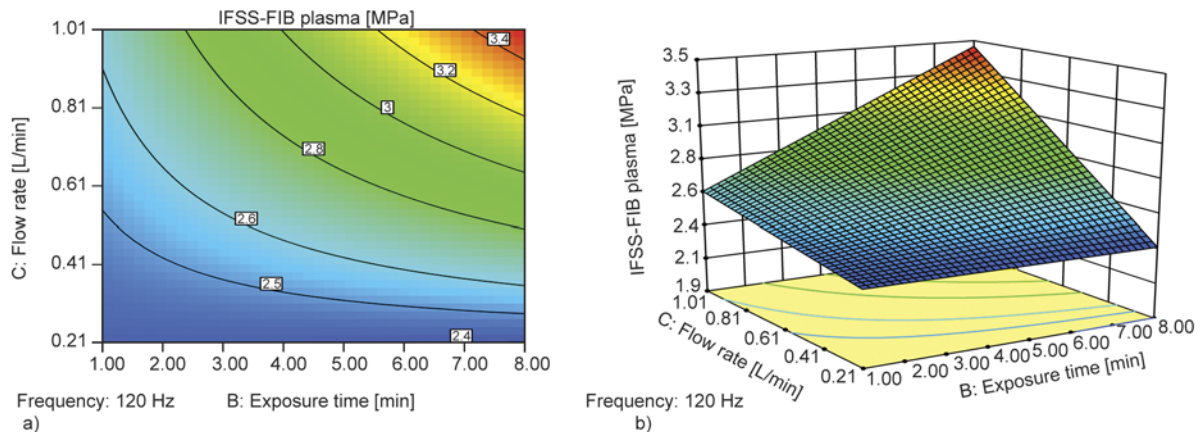 IFSS-FIB plasma [MPa]
1.01
0.81
0.61
0.41
0.21
C: Flow rate [L/min]
3.4
3.2
3
2.8
2.6
2.5
2.4
1.00 2.00 3.00 4.00 5.00 6.00 7.00 8.00
Frequency: 120 Hz B: Exposure time [min]
a)
3.5
3.3
3.1
2.8
2.6
2.4
2.1
1.9
IFSS-FIB plasma [MPa]
1.01
0.81
0.61
0.41
0.21
C: Flow rate [L/min]
1.00 2.00 3.00 4.00 5.00 6.00 7.00 8.00
B: Exposure time [min]
Frequency: 120 Hz
b)